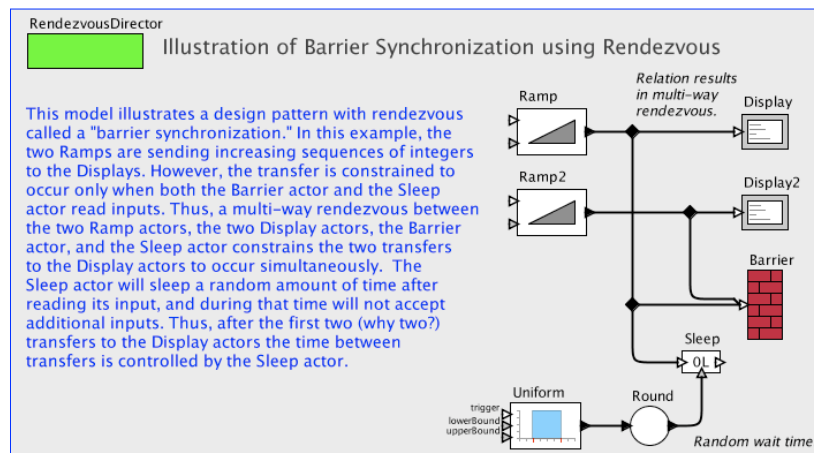 RendezvousDirector
Illustration of Barrier Synchronization using Rendezvous
This model illustrates a design pattern with rendezvous
called a "barrier synchronization." In this example, the
two Ramps are sending increasing sequences of integers
to the Displays. However, the transfer is constrained to
occur only when both the Barrier actor and the Sleep
actor read inputs. Thus, a multi-way rendezvous between
the two Ramp actors, the two Display actors, the Barrier
actor, and the Sleep actor constrains the two transfers
to the Display actors to occur simultaneously. The
Sleep actor will sleep a random amount of time after
reading its input, and during that time will not accept
additional inputs. Thus, after the first two (why two?)
transfers to the Display actors the time between
transfers is controlled by the Sleep actor.
Relation results
in multi-way
rendezvous.
Ramp
Display
Ramp2
Display2
Barrier
Sleep
0L
Uniform
Round
trigger
lowerBound
upperBound
Random wait time